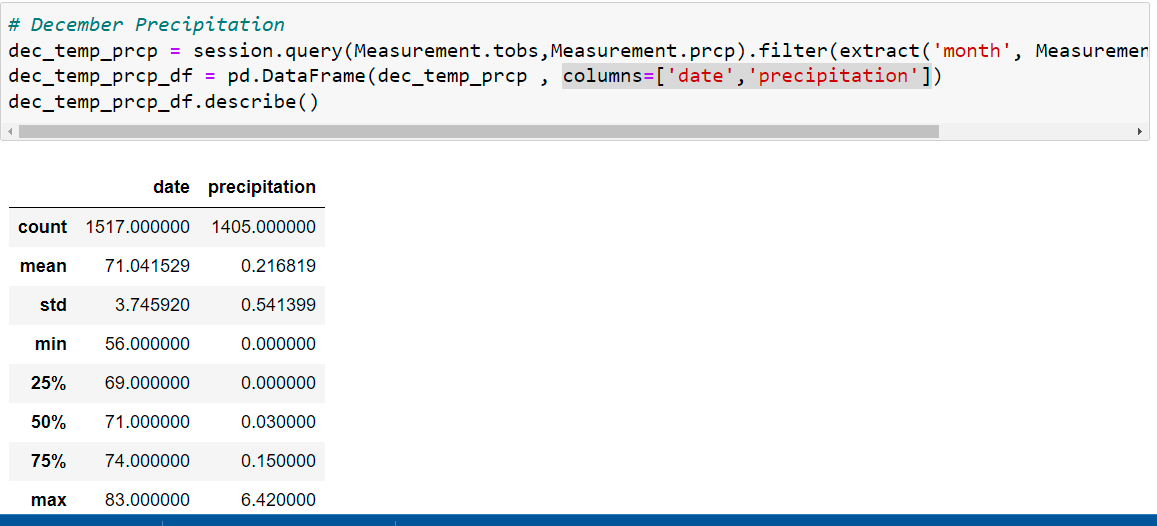 # December Precipitation
dec_temp_prcp = session.query(Measurement.tobs,Measurement.prcp).filter(extract('month', Measuremen
dec_temp_prcp_df = pd.DataFrame(dec_temp_prcp , columns=['date','precipitation'])
dec_temp_prcp_df.describe()
date precipitation
count 1517.000000 1405.000000
mean 71.041529 0.216819
std 3.745920 0.541399
min 56.000000 0.000000
25% 69.000000 0.000000
50% 71.000000 0.030000
75% 74.000000 0.150000
max 83.000000 6.420000